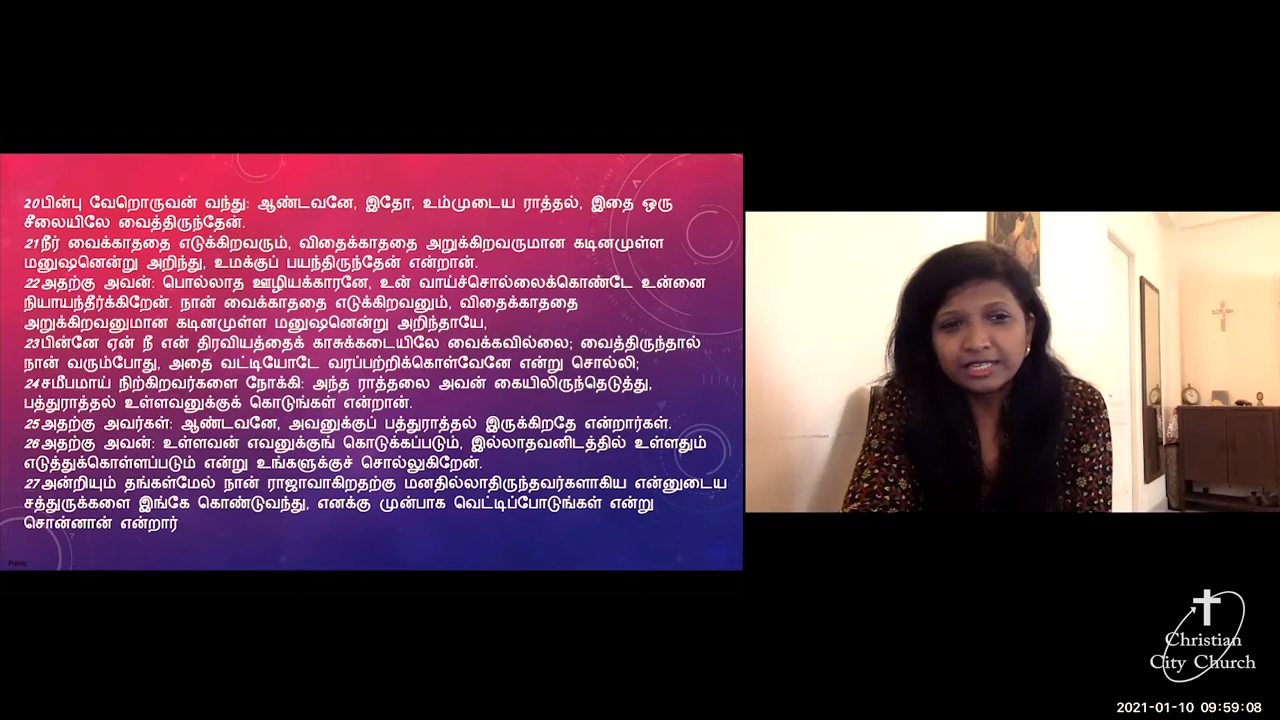 20பின்பு வேறொருவன் வந்து: ஆண்டவனே, இதோ, உம்முடைய ராத்தல், இதை ஒரு
சீலையிலே வைத்திருந்தேன்.
21நீர் வைக்காததை எடுக்கிறவரும், விதைக்காததை அறுக்கிறவருமான கடினமுள்ள
மனுஷனென்று அறிந்து, உமக்குப் பயந்திருந்தேன் என்றான்.
22அதற்கு அவன்: பொல்லாத ஊழியக்காரனே, உன் வாய்ச்சொல்லைக்கொண்டே உன்னை
நியாயந்தீர்க்கிறேன். நான் வைக்காததை எடுக்கிறவனும், விதைக்காததை
அறுக்கிறவனுமான கடினமுள்ள மனுஷனென்று அறிந்தாயே,
23பின்னே ஏன் நீ என் திரவியத்தைக் காசுக்கடையிலே வைக்கவில்லை; வைத்திருந்தால்
நான் வரும்போது, அதை வட்டியோடே வரப்பற்றிக்கொள்வேனே என்று சொல்லி;
24சமீபமாய் நிற்கிறவர்களை நோக்கி: அந்த ராத்தலை அவன் கையிலிருந்தெடுத்து,
பத்துராத்தல் உள்ளவனுக்குக் கொடுங்கள் என்றான்.
25அதற்கு அவர்கள்: ஆண்டவனே, அவனுக்குப் பத்துராத்தல் இருக்கிறதே என்றார்கள்.
26அதற்கு அவன்: உள்ளவன் எவனுக்குங் கொடுக்கப்படும், இல்லாதவனிடத்தில் உள்ளதும்
எடுத்துக்கொள்ளப்படும் என்று உங்களுக்குச் சொல்லுகிறேன்.
27அன்றியும் தங்கள்மேல் நான் ராஜாவாகிறதற்கு மனதில்லாதிருந்தவர்களாகிய என்னுடைய
சத்துருக்களை இங்கே கொண்டுவந்து, எனக்கு முன்பாக வெட்டிப்போடுங்கள் என்று
சொன்னான் என்றார்
Public
Christian
City Church
2021-01-10 09:59:08